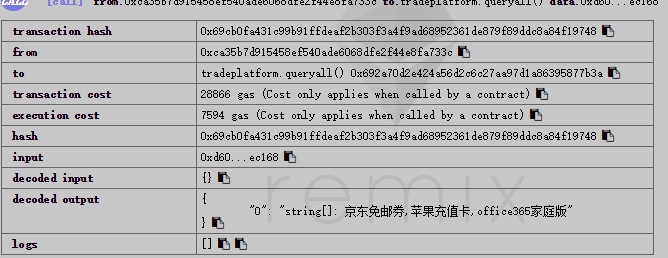 CALL [call] from:0xca35b7d915458ef540ade6068dfe2f44e8fa733c to:tradeplatform.queryall() data:0xd60...ec168
transaction hash 0x69cb0fa431c99b91ffdeaf2b303f3a4f9ad68952361de879f89ddc8a84f19748
from 0xca35b7d915458ef540ade6068dfe2f44e8fa733c
to tradeplatform.queryall() 0x692a70d2e424a56d2c6c27aa97d1a86395877b3a
transaction cost 28866 gas (Cost only applies when called by a contract)
execution cost 7594 gas (Cost only applies when called by a contract)
hash 0x69cb0fa431c99b91ffdeaf2b303f3a4f9ad68952361de879f89ddc8a84f19748
input 0xd60...ec168
decoded input {}
decoded output {
"0": "string[]: 京东免邮券,苹果充值卡,office365家庭版"
}
logs []
remix